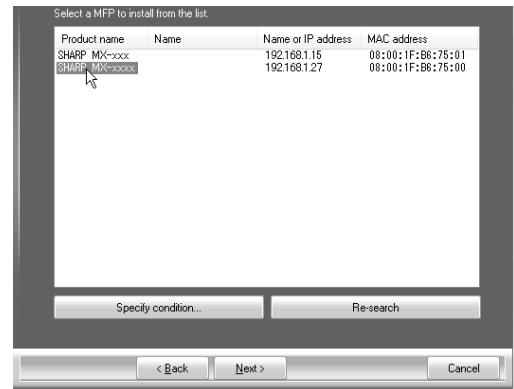 Select a MFP to install from the list.
Product name Name Name or IP address MAC address
SHARP MX-xxx 192.168.1.15 08:00:1F:B6:75:01
SHARP MX-xxxx 192.168.1.27 08:00:1F:B6:75:00
Specify condition... Re-search
< Back Next > Cancel